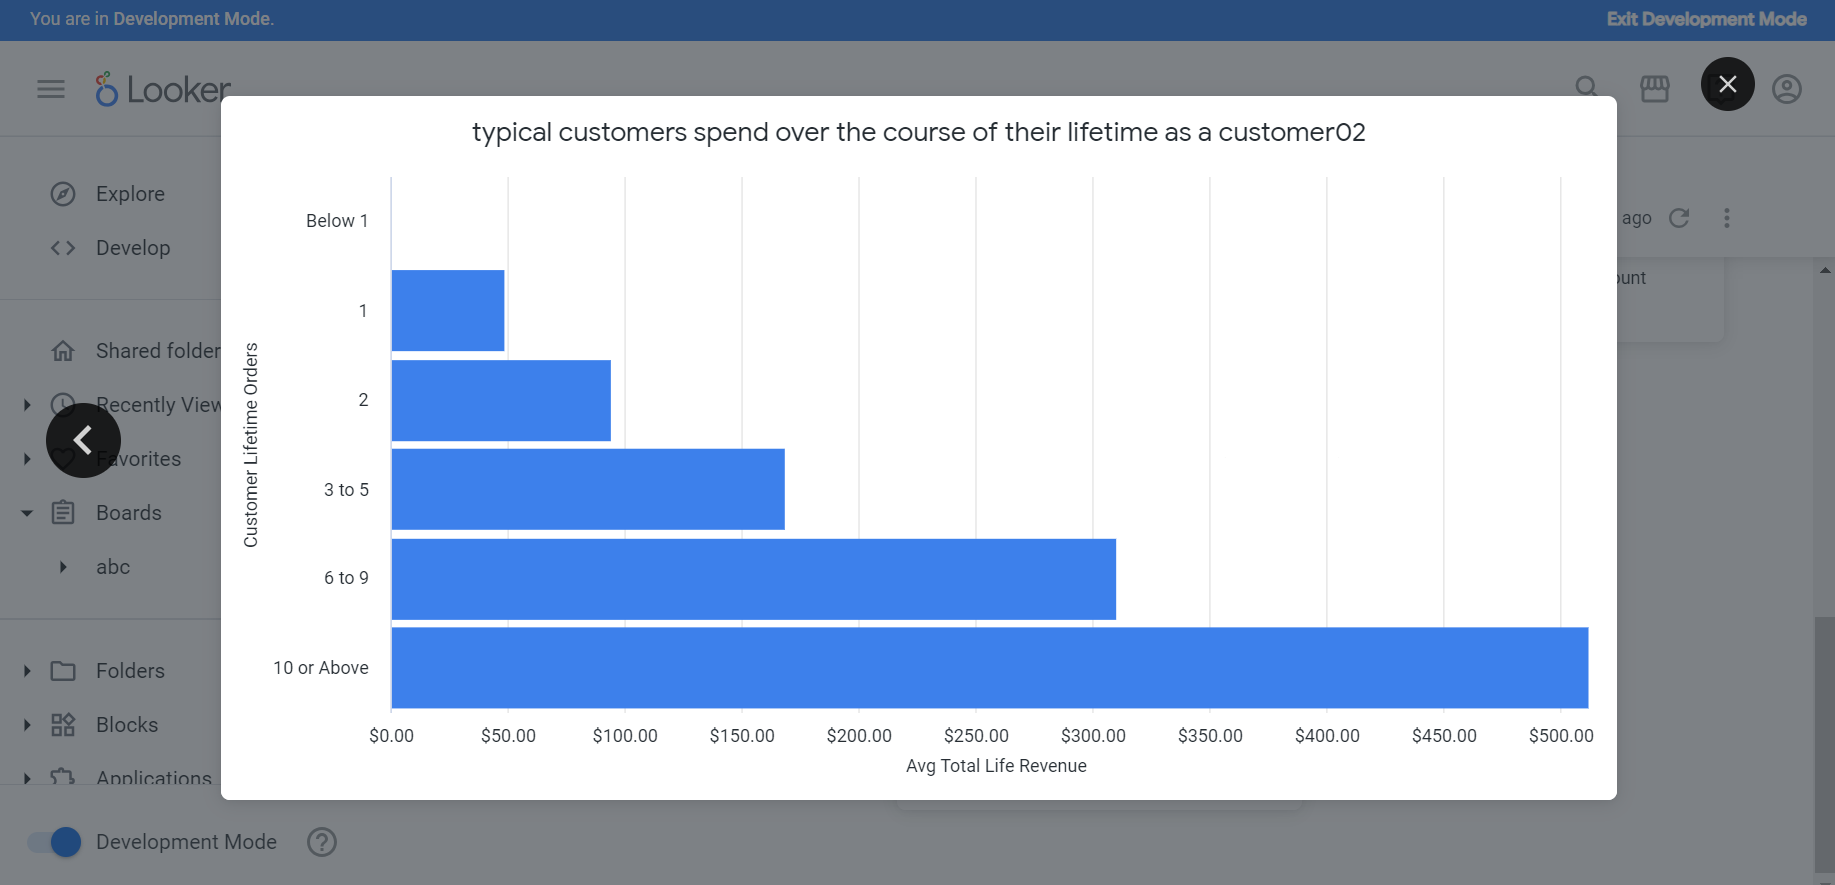 You are in Development Mode.
Exit Development Mode
Looker
typical customers spend over the course of their lifetime as a customer02
Explore
Develop
Shared folder
Recently View
Favorites
Boards
abc
Folders
Blocks
Applications
Development Mode
ago
Customer Lifetime Orders
Below 1
1
2
3 to 5
6 to 9
10 or Above
$0.00 $50.00 $100.00 $150.00 $200.00 $250.00 $300.00 $350.00 $400.00 $450.00 $500.00
Avg Total Life Revenue